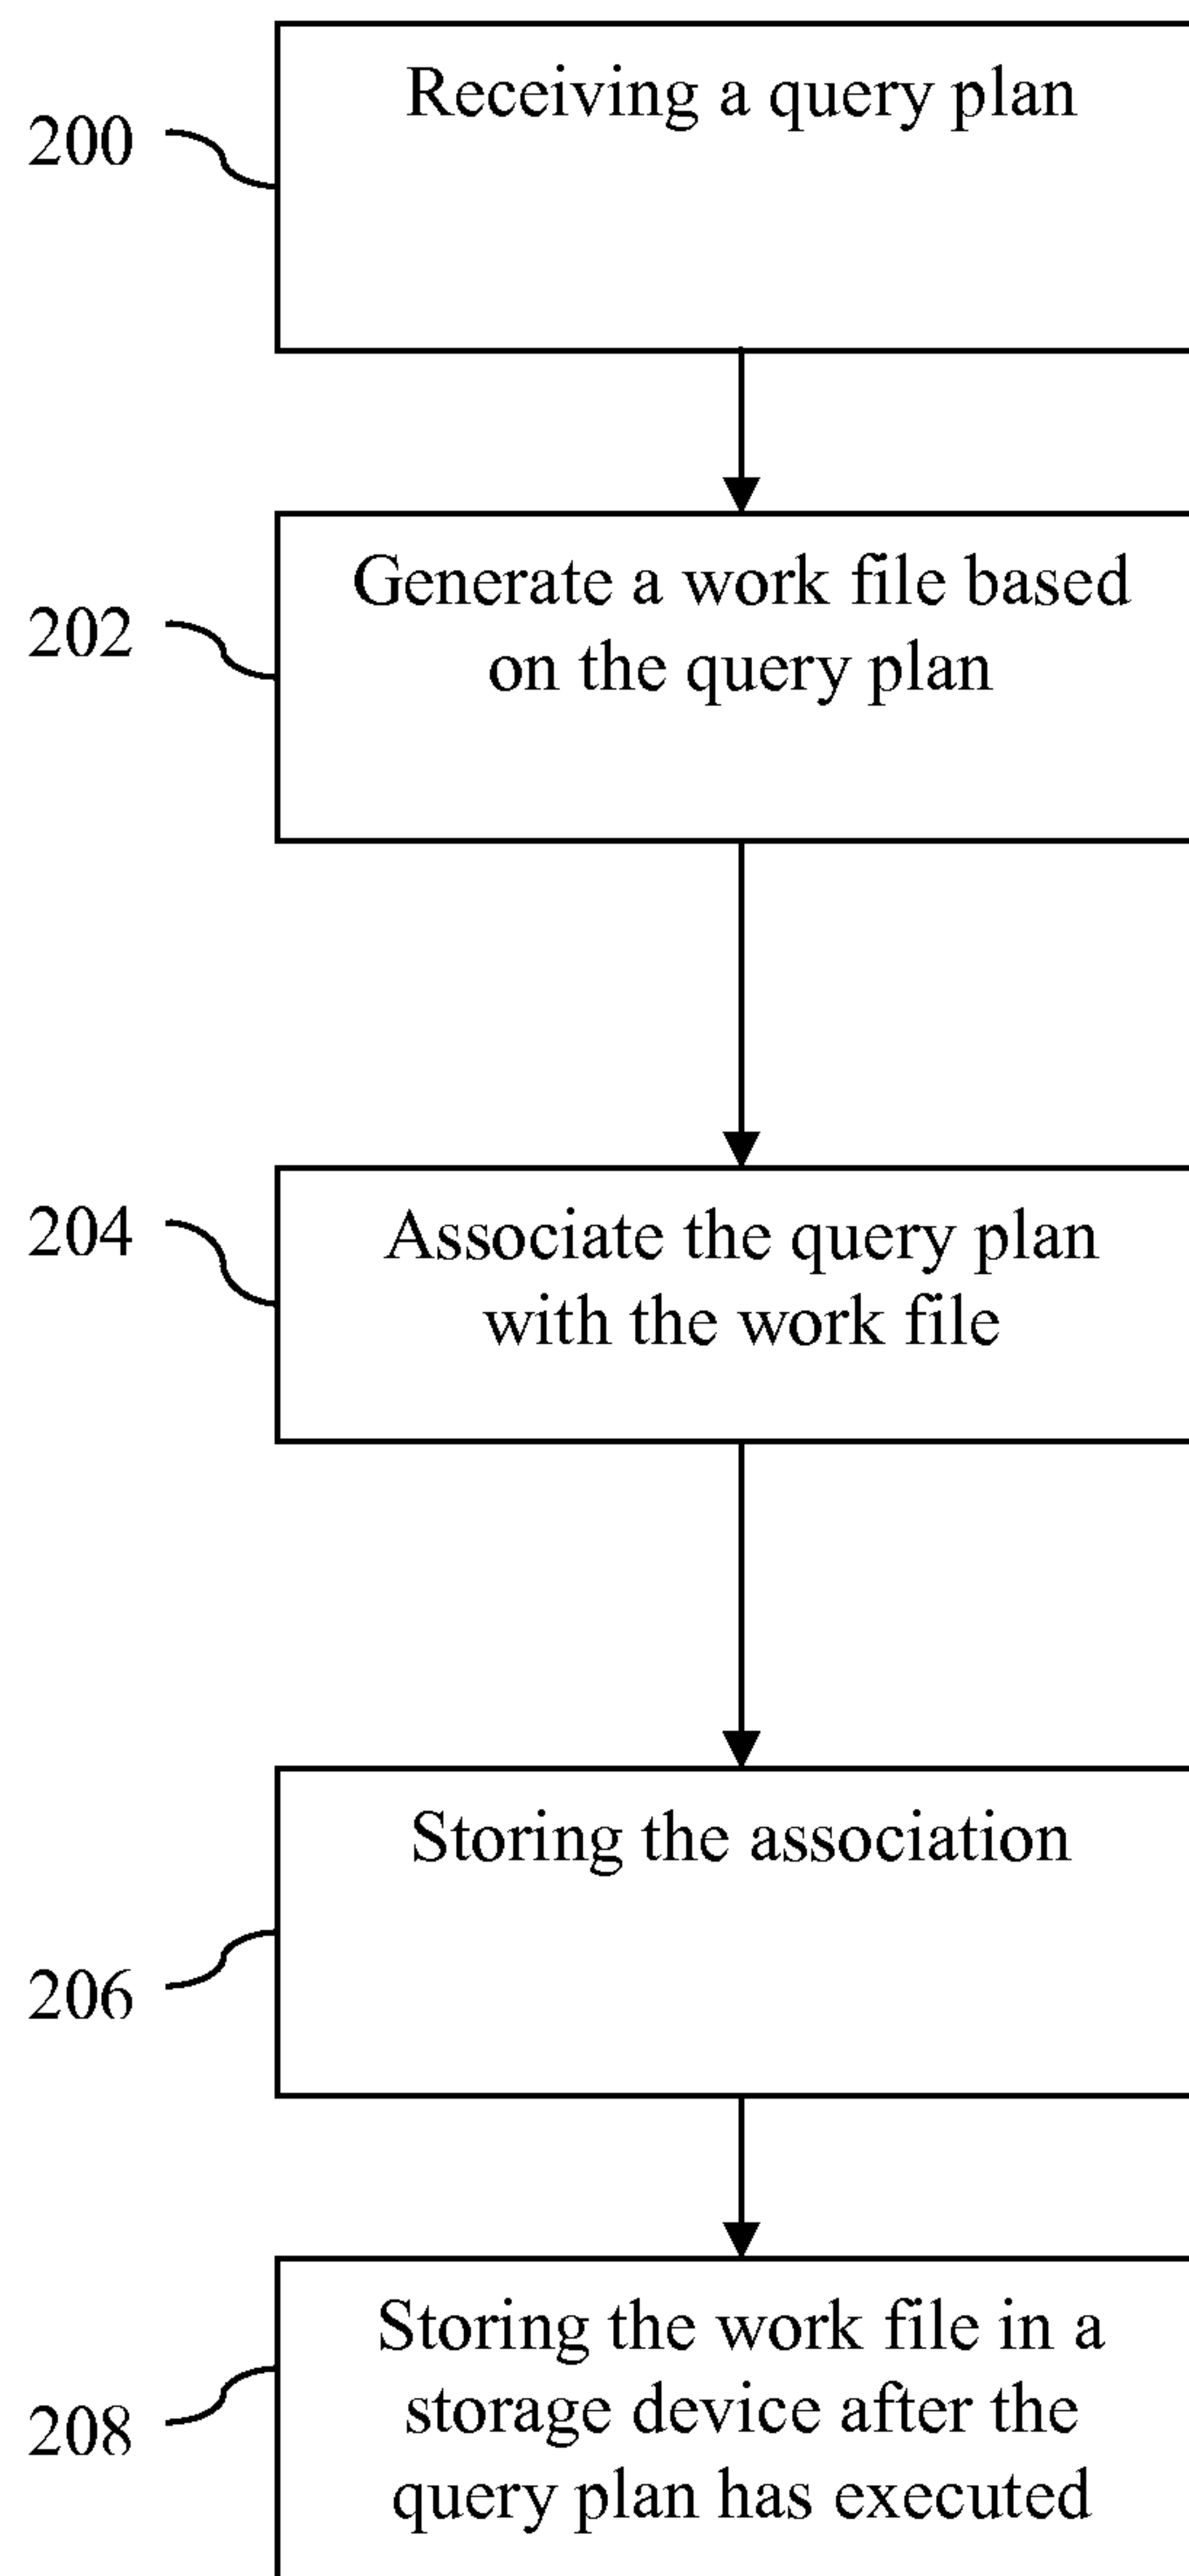 Receiving a query plan
200
Generate a work file based
on the query plan
202
Associate the query plan
with the work file
204
Storing the association
206
Storing the work file in a
storage device after the
query plan has executed
208